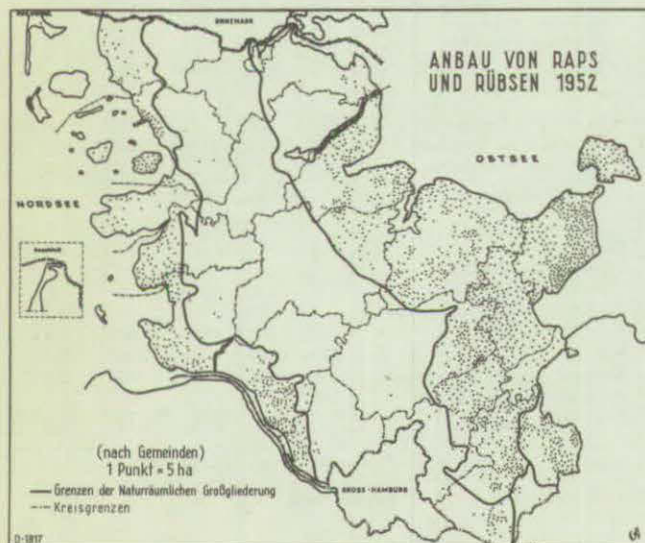 DÄNEMARK
ANBAU VON RAPS
UND RÜBSEN 1952
OSTSEE
NORDSEE
(nach Gemeinden)
1 Punkt = 5 ha
Grenzen der Naturräumlichen Großgliederung
Kreisgrenzen
GROSS-HAMBURG
D-1817